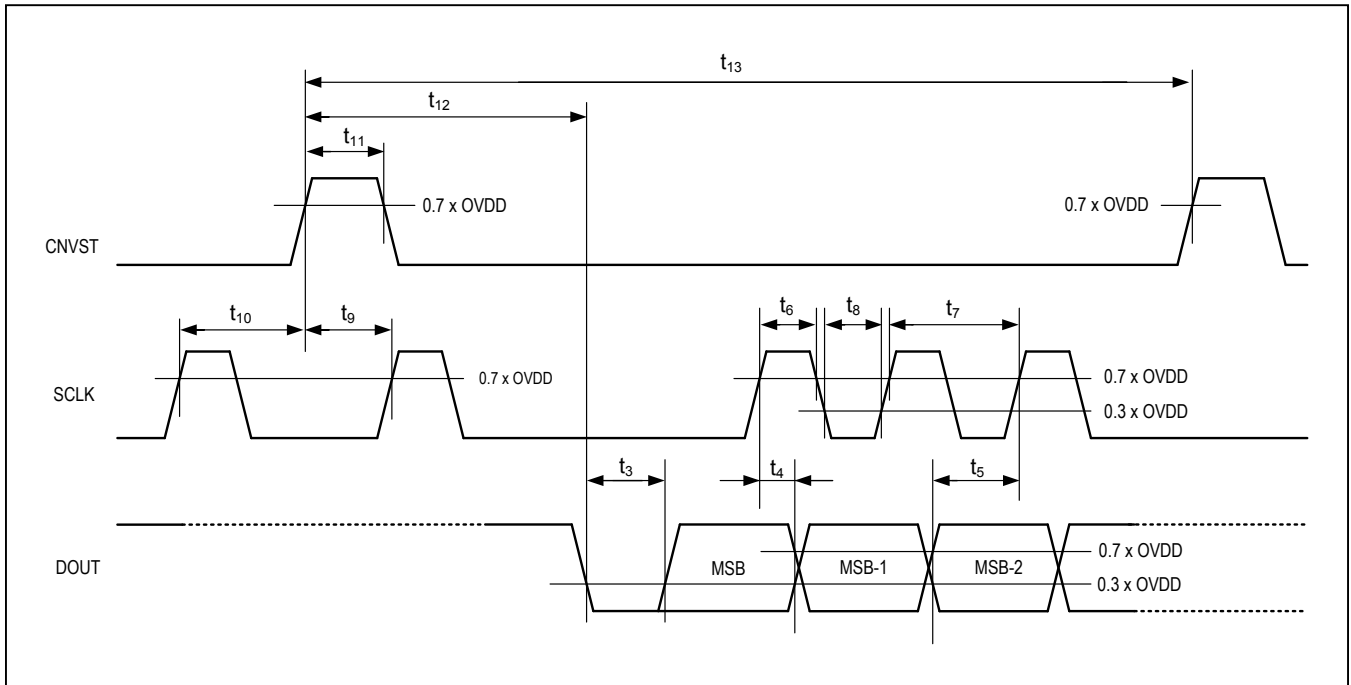 t13
t12
t11
0.7 x OVDD
0.7 x OVDD
CNVST
t10
t9
t6
t8
t7
0.7 x OVDD
0.7 x OVDD
SCLK
0.3 x OVDD
t3
t4
t5
0.7 x OVDD
DOUT
MSB
MSB-1
MSB-2
0.3 x OVDD